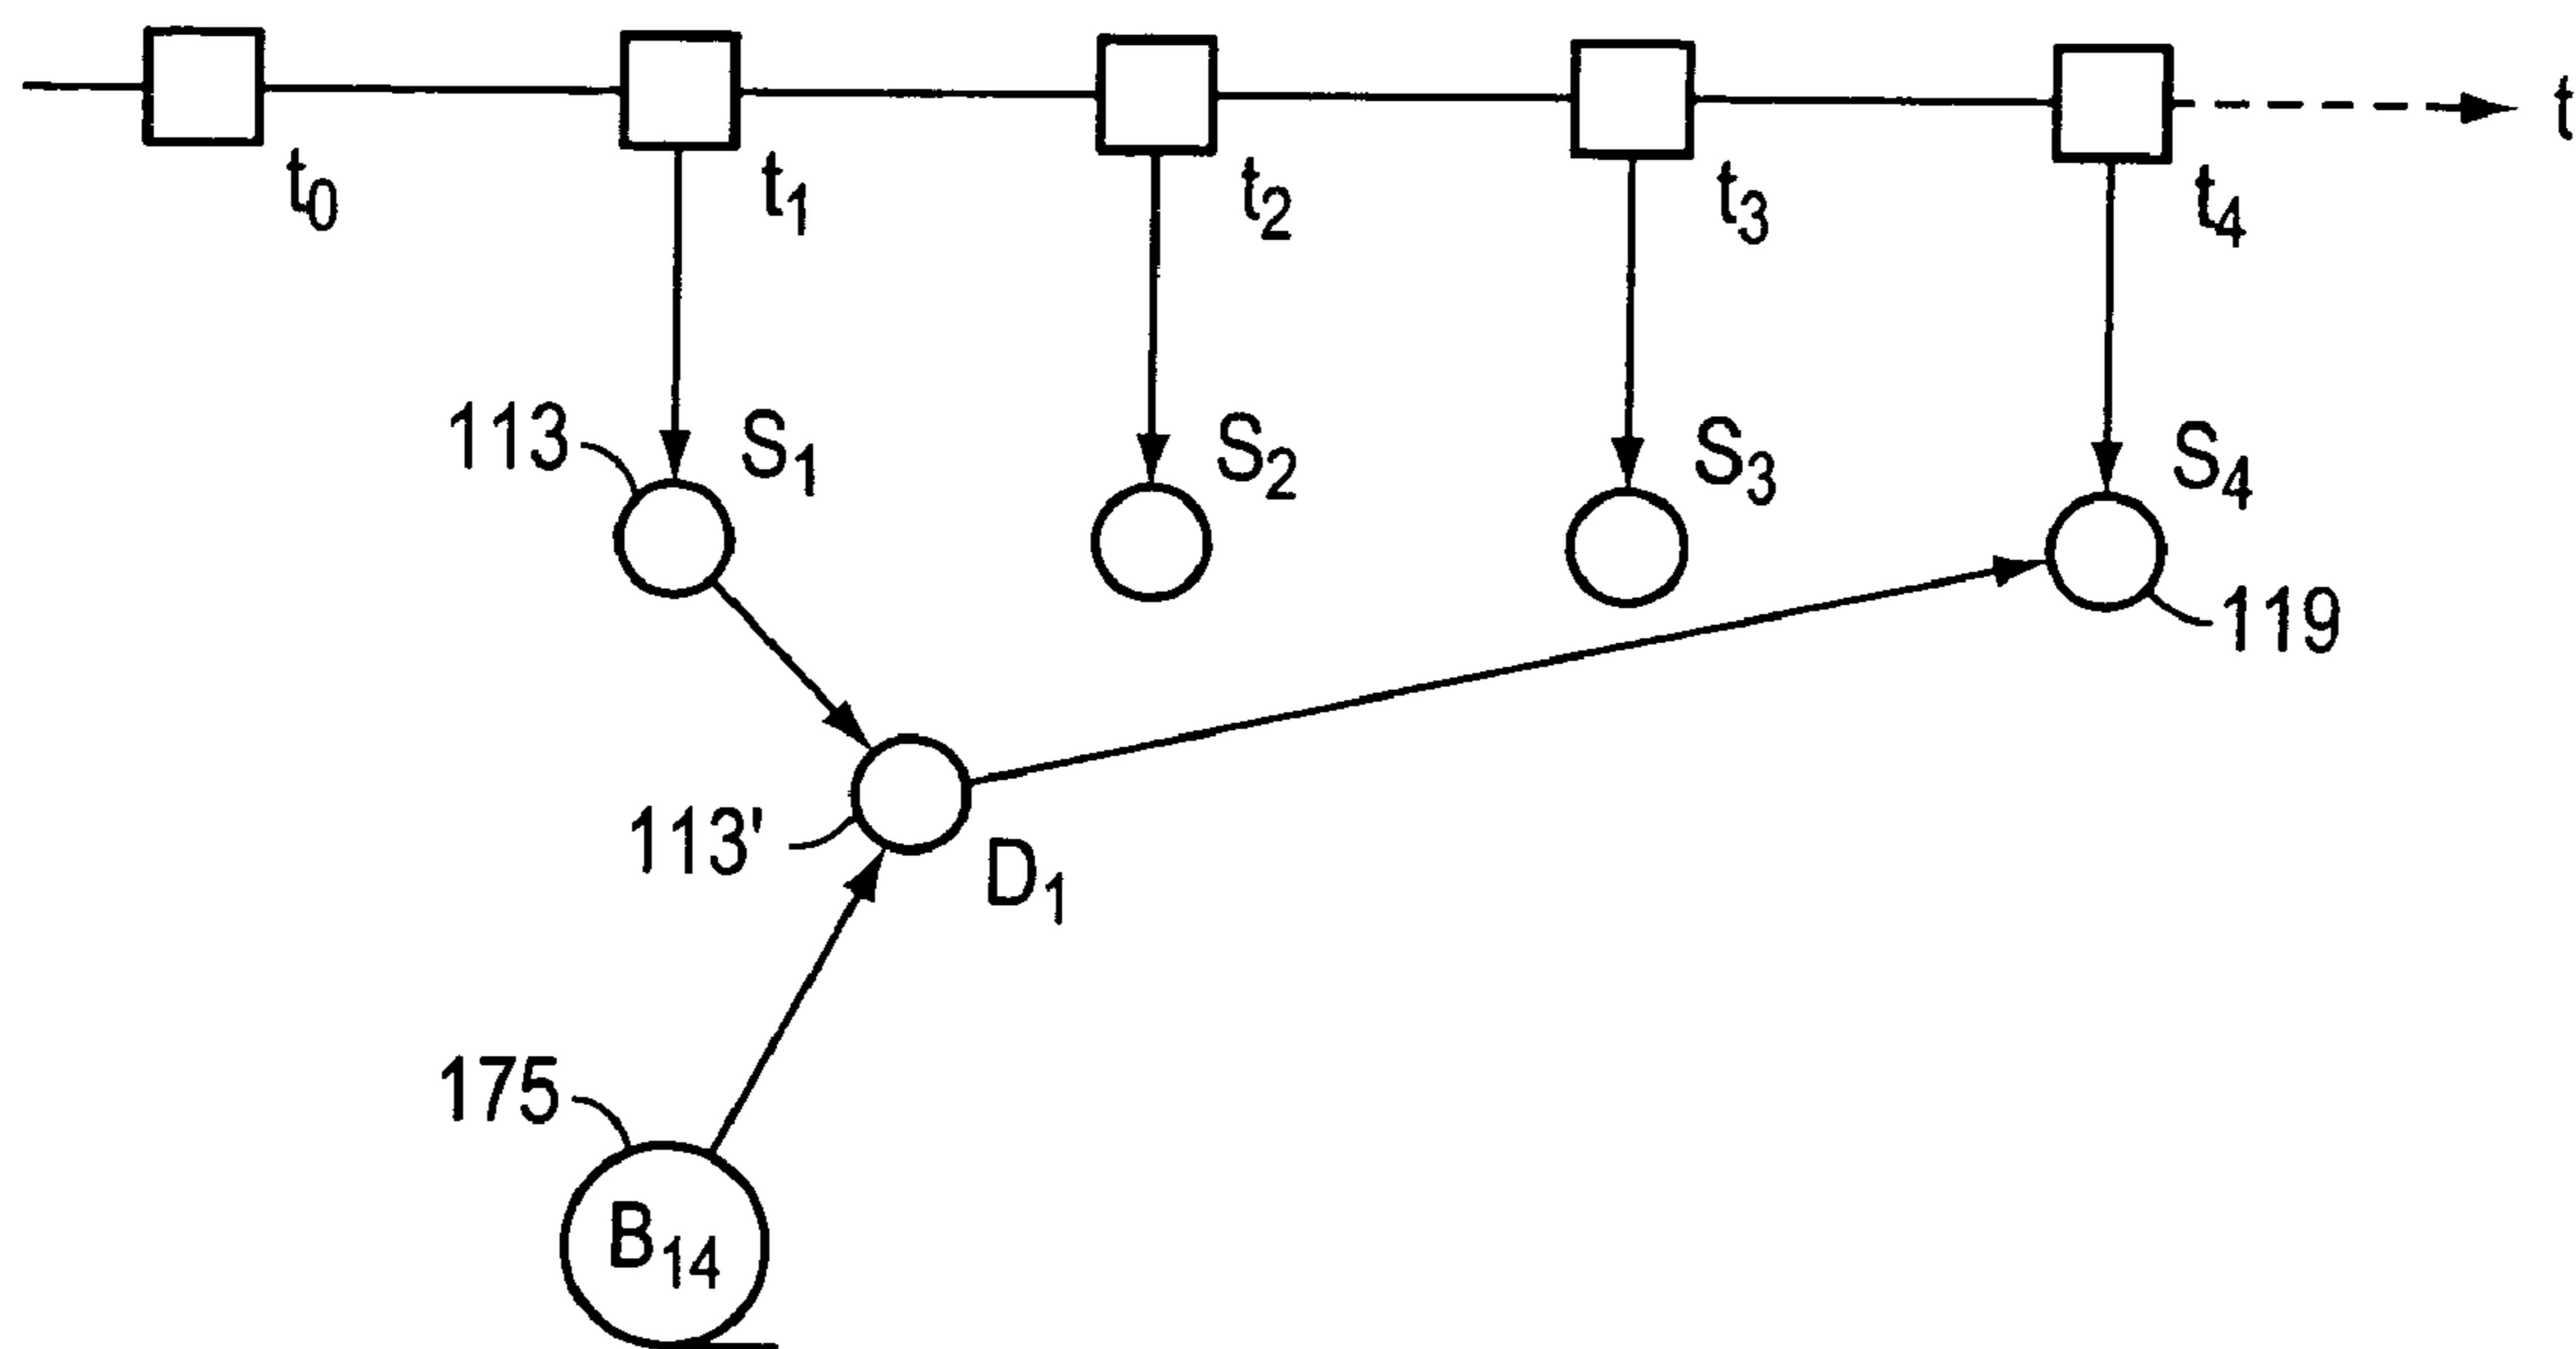 t
t₀ t₁ t₂ t₃ t₄
113 S₁ S₂ S₃ S₄
119
113' D₁
175
B₁₄